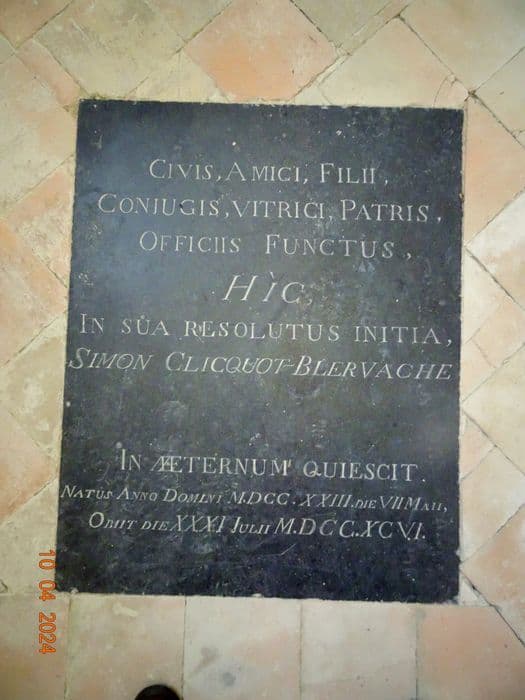 CIVIS, AMICI, FILII,
CONJUGIS, VITRICI, PATRIS,
OFFICIIS FUNCTUS,
HÌC,
IN SÛA RESOLUTUS INITIA,
SIMON CLICQUOT-BLERVACHE
IN ÆTERNUM QUIESCIT.
NATUS ANNO DOMINI M.DCC.XXIII. DIE VII MAII,
OBIIT DIE XXXI JULII M.DCC.XCVI.
10 04 2024